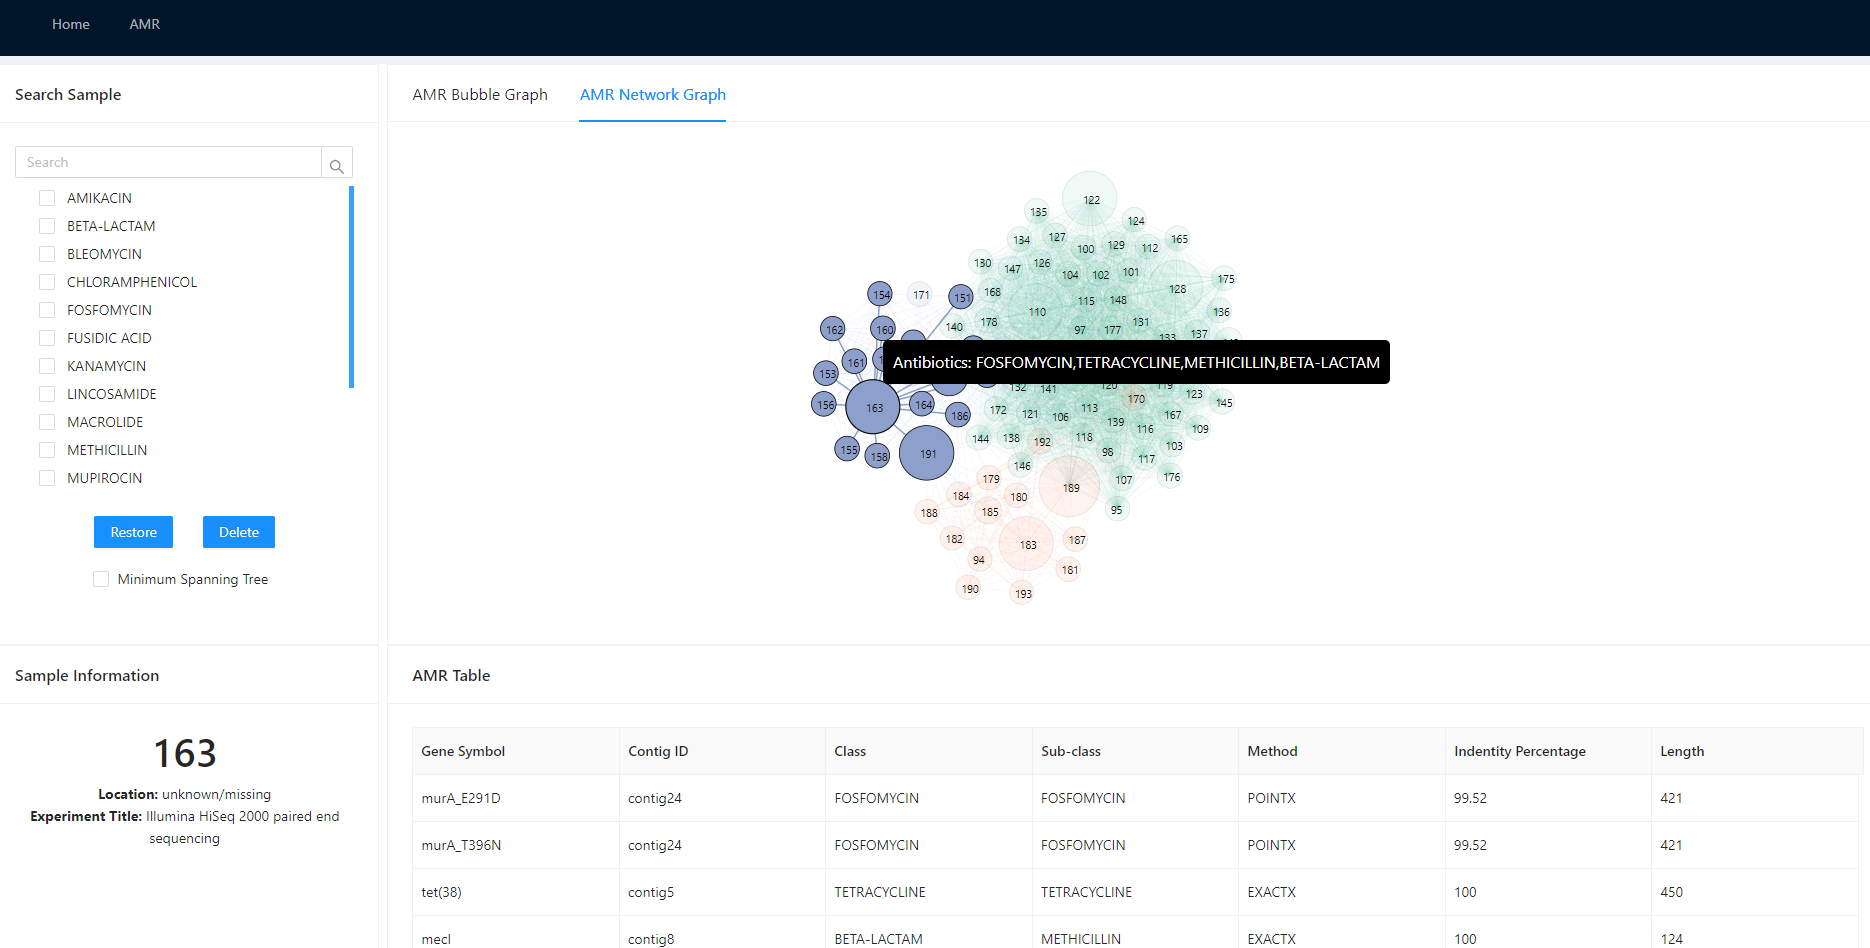 Home AMR
Search Sample
AMR Bubble Graph AMR Network Graph
Search
AMIKACIN
BETA-LACTAM
BLEOMYCIN
CHLORAMPHENICOL
FOSFOMYCIN
FUSIDIC ACID
KANAMYCIN
LINCOSAMIDE
MACROLIDE
METHICILLIN
MUPIROCIN
Restore Delete
Minimum Spanning Tree
122
135
124
134 127 165
100 129 112
130 147 126
104 102 101 175
154 171 151 168 128
115 148
110 136
162 160 140 178 97 177 131 137
133
Antibiotics: FOSFOMYCIN,TETRACYCLINE,METHICILLIN,BETA-LACTAM
161
153
132 141 120 119 123
156 163 164 186 172 121 106 113 170 167 145
139 116 109
144 138 192 118 103
155 158 191 98 117
146 107 176
179 189
184 180
188 185 95
182 183 187
94 181
190 193
Sample Information
163
Location: unknown/missing
Experiment Title: Illumina HiSeq 2000 paired end
sequencing
AMR Table
Gene Symbol Contig ID Class Sub-class Method Indentity Percentage Length
murA_E291D contig24 FOSFOMYCIN FOSFOMYCIN POINTX 99.52 421
murA_T396N contig24 FOSFOMYCIN FOSFOMYCIN POINTX 99.52 421
tet(38) contig5 TETRACYCLINE TETRACYCLINE EXACTX 100 450
mecI contig8 BETA-LACTAM METHICILLIN EXACTX 100 124